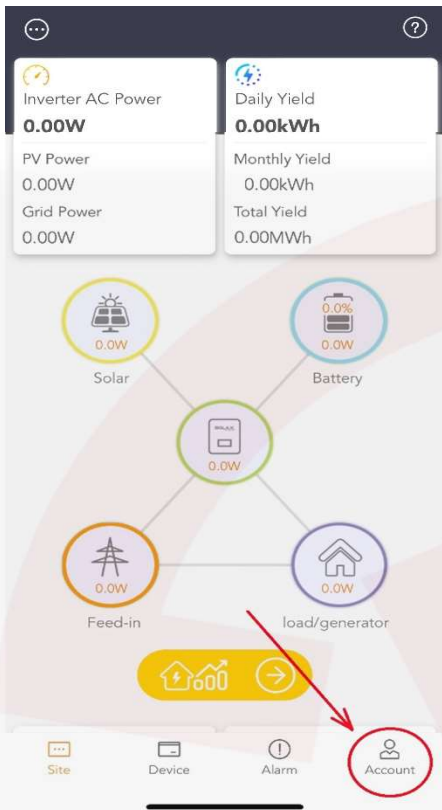 Inverter AC Power
0.00W
PV Power
0.00W
Grid Power
0.00W
Daily Yield
0.00kWh
Monthly Yield
0.00kWh
Total Yield
0.00MWh
0.0W
Solar
0.0%
0.0W
Battery
0.0W
0.0W
Feed-in
0.0W
load/generator
Site
Device
Alarm
Account